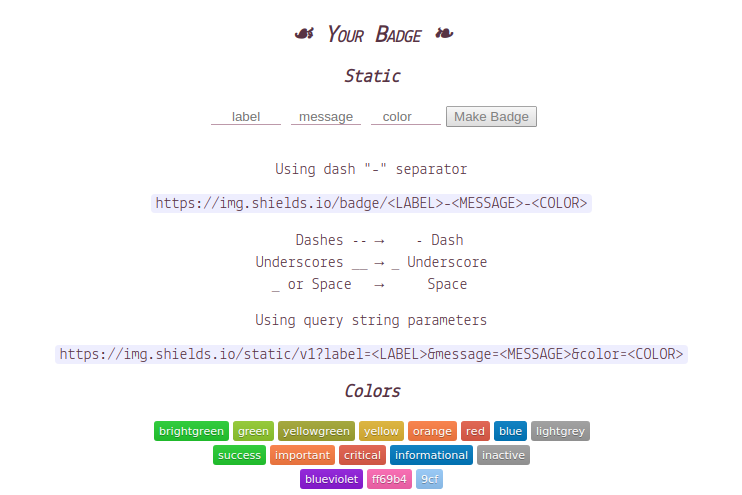 ☙ Your Badge ❧
Static
label message color Make Badge
Using dash "-" separator
https://img.shields.io/badge/<LABEL>-<MESSAGE>-<COLOR>
Dashes -- → - Dash
Underscores __ → _ Underscore
_ or Space → Space
Using query string parameters
https://img.shields.io/static/v1?label=<LABEL>&message=<MESSAGE>&color=<COLOR>
Colors
brightgreen green yellowgreen yellow orange red blue lightgrey
success important critical informational inactive
blueviolet ff69b4 9cf